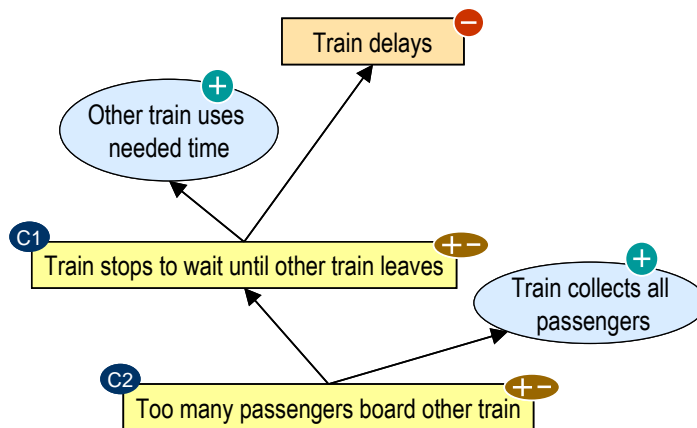 Train delays
−
+
Other train uses
needed time
C1
+ −
Train stops to wait until other train leaves
+
Train collects all
passengers
C2
+ −
Too many passengers board other train